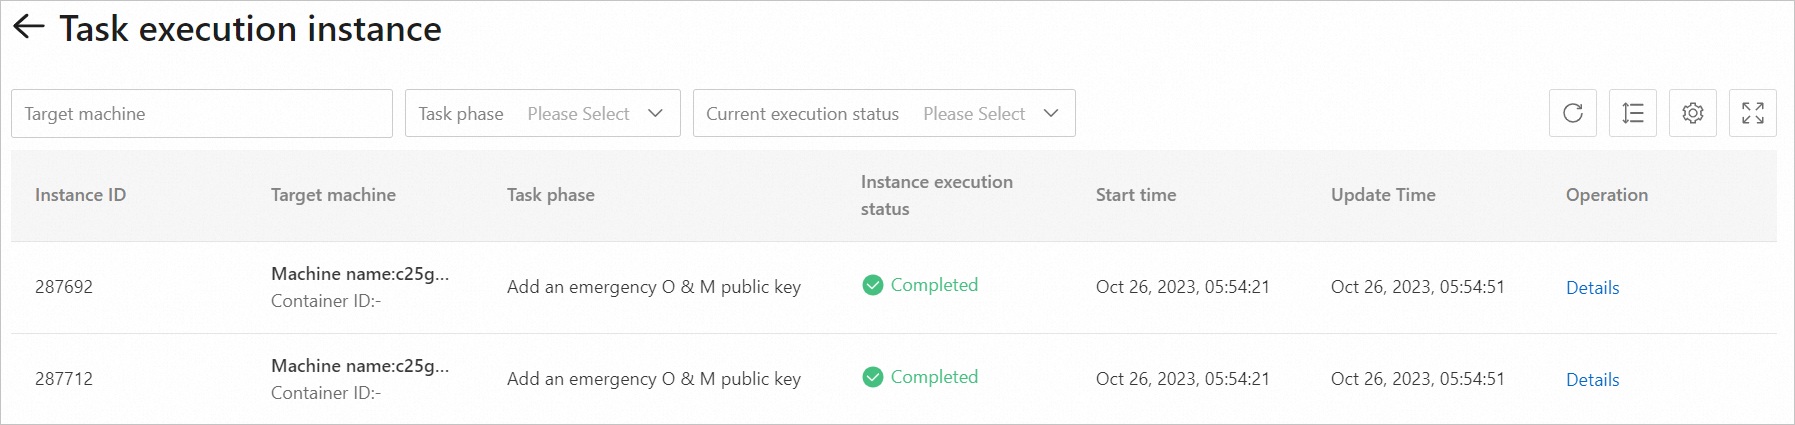 Task execution instance
Target machine
Task phase Please Select
Current execution status Please Select
Instance ID
Target machine
Task phase
Instance execution
status
Start time
Update Time
Operation
287692
Machine name:c25g...
Container ID:-
Add an emergency O & M public key
Completed
Oct 26, 2023, 05:54:21
Oct 26, 2023, 05:54:51
Details
287712
Machine name:c25g...
Container ID:-
Add an emergency O & M public key
Completed
Oct 26, 2023, 05:54:21
Oct 26, 2023, 05:54:51
Details